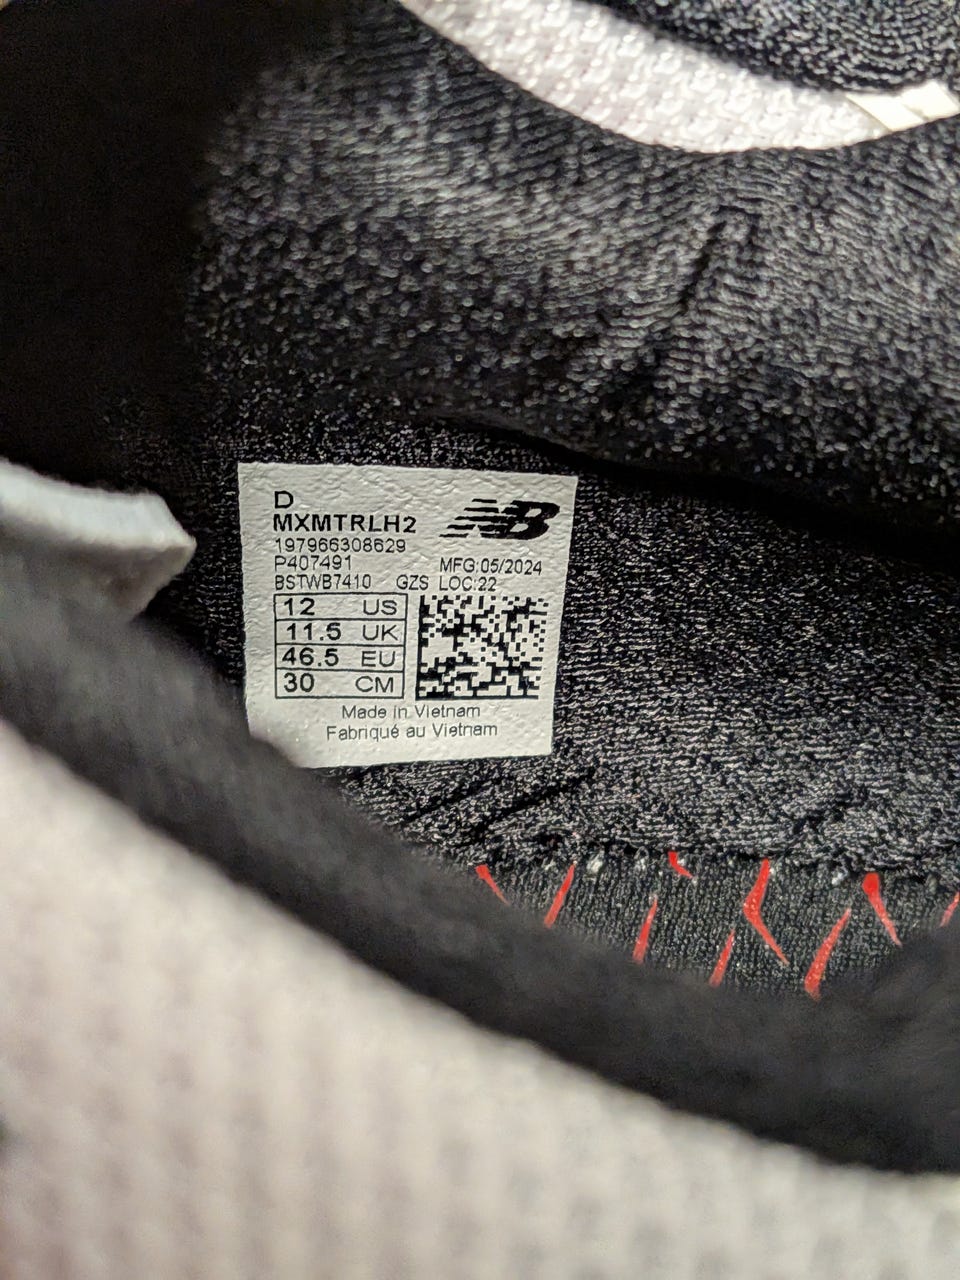 D
MXMTRLH2
NB
197966308629
P407491 MFG:05/2024
BSTWB7410 GZS LOC:22
12 US
11.5 UK
46.5 EU
30 CM
Made in Vietnam
Fabriqué au Vietnam